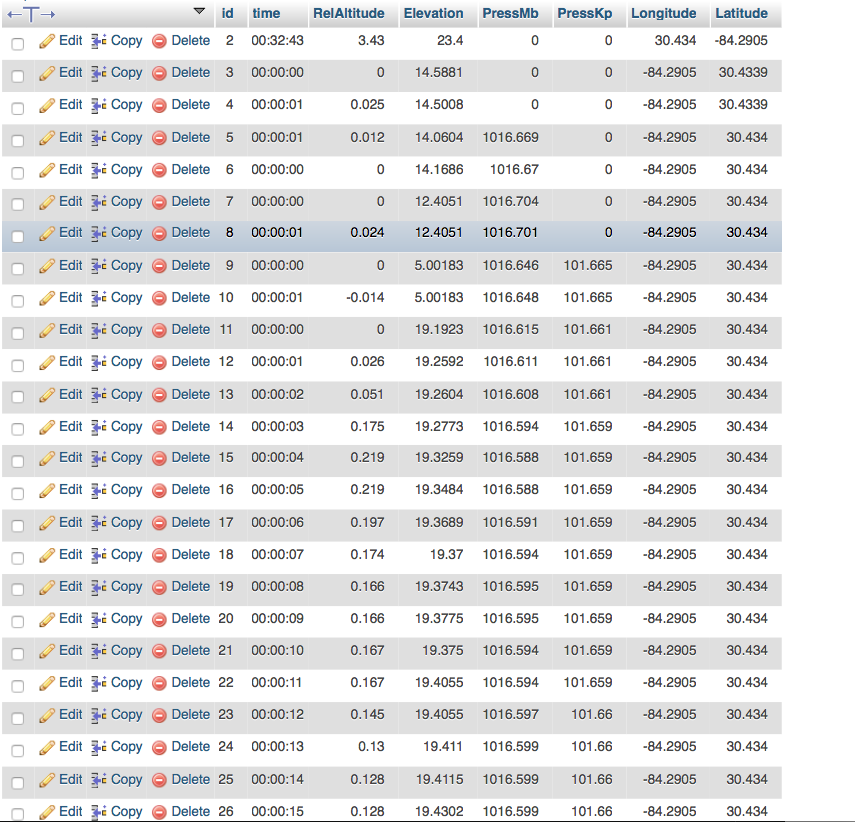 id time RelAltitude Elevation PressMb PressKp Longitude Latitude
Edit Copy Delete 2 00:32:43 3.43 23.4 0 0 30.434 -84.2905
Edit Copy Delete 3 00:00:00 0 14.5881 0 0 -84.2905 30.4339
Edit Copy Delete 4 00:00:01 0.025 14.5008 0 0 -84.2905 30.4339
Edit Copy Delete 5 00:00:01 0.012 14.0604 1016.669 0 -84.2905 30.434
Edit Copy Delete 6 00:00:00 0 14.1686 1016.67 0 -84.2905 30.434
Edit Copy Delete 7 00:00:00 0 12.4051 1016.704 0 -84.2905 30.434
Edit Copy Delete 8 00:00:01 0.024 12.4051 1016.701 0 -84.2905 30.434
Edit Copy Delete 9 00:00:00 0 5.00183 1016.646 101.665 -84.2905 30.434
Edit Copy Delete 10 00:00:01 -0.014 5.00183 1016.648 101.665 -84.2905 30.434
Edit Copy Delete 11 00:00:00 0 19.1923 1016.615 101.661 -84.2905 30.434
Edit Copy Delete 12 00:00:01 0.026 19.2592 1016.611 101.661 -84.2905 30.434
Edit Copy Delete 13 00:00:02 0.051 19.2604 1016.608 101.661 -84.2905 30.434
Edit Copy Delete 14 00:00:03 0.175 19.2773 1016.594 101.659 -84.2905 30.434
Edit Copy Delete 15 00:00:04 0.219 19.3259 1016.588 101.659 -84.2905 30.434
Edit Copy Delete 16 00:00:05 0.219 19.3484 1016.588 101.659 -84.2905 30.434
Edit Copy Delete 17 00:00:06 0.197 19.3689 1016.591 101.659 -84.2905 30.434
Edit Copy Delete 18 00:00:07 0.174 19.37 1016.594 101.659 -84.2905 30.434
Edit Copy Delete 19 00:00:08 0.166 19.3743 1016.595 101.659 -84.2905 30.434
Edit Copy Delete 20 00:00:09 0.166 19.3775 1016.595 101.659 -84.2905 30.434
Edit Copy Delete 21 00:00:10 0.167 19.375 1016.594 101.659 -84.2905 30.434
Edit Copy Delete 22 00:00:11 0.167 19.4055 1016.594 101.659 -84.2905 30.434
Edit Copy Delete 23 00:00:12 0.145 19.4055 1016.597 101.66 -84.2905 30.434
Edit Copy Delete 24 00:00:13 0.13 19.411 1016.599 101.66 -84.2905 30.434
Edit Copy Delete 25 00:00:14 0.128 19.4115 1016.599 101.66 -84.2905 30.434
Edit Copy Delete 26 00:00:15 0.128 19.4302 1016.599 101.66 -84.2905 30.434